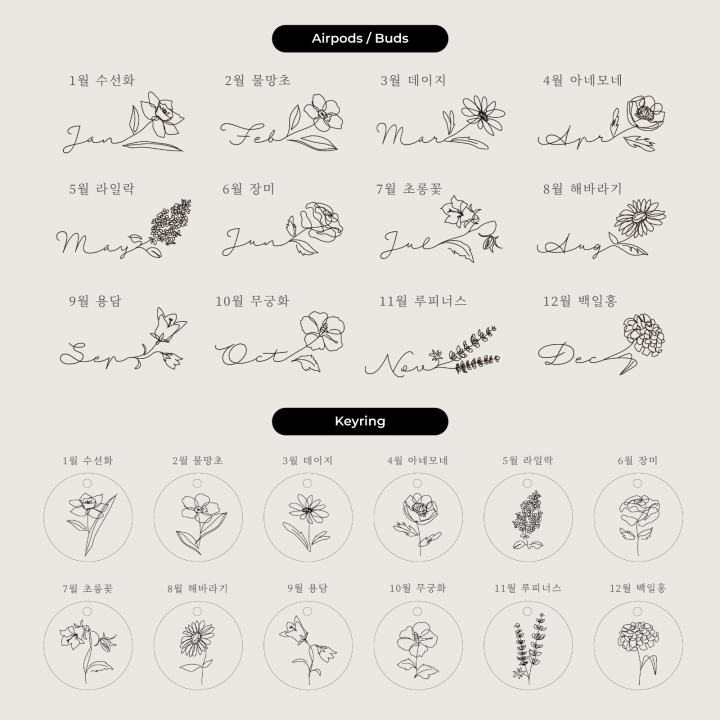 Airpods / Buds
1월 수선화
2월 물망초
3월 데이지
4월 아네모네
Jan
Feb
Mar
Apr
5월 라일락
6월 장미
7월 초롱꽃
8월 해바라기
May
Jun
Jul
Aug
9월 용담
10월 무궁화
11월 루피너스
12월 백일홍
Sep
Oct
Nov
Dec
Keyring
1월 수선화
2월 물망초
3월 데이지
4월 아네모네
5월 라일락
6월 장미
7월 초롱꽃
8월 해바라기
9월 용담
10월 무궁화
11월 루피너스
12월 백일홍